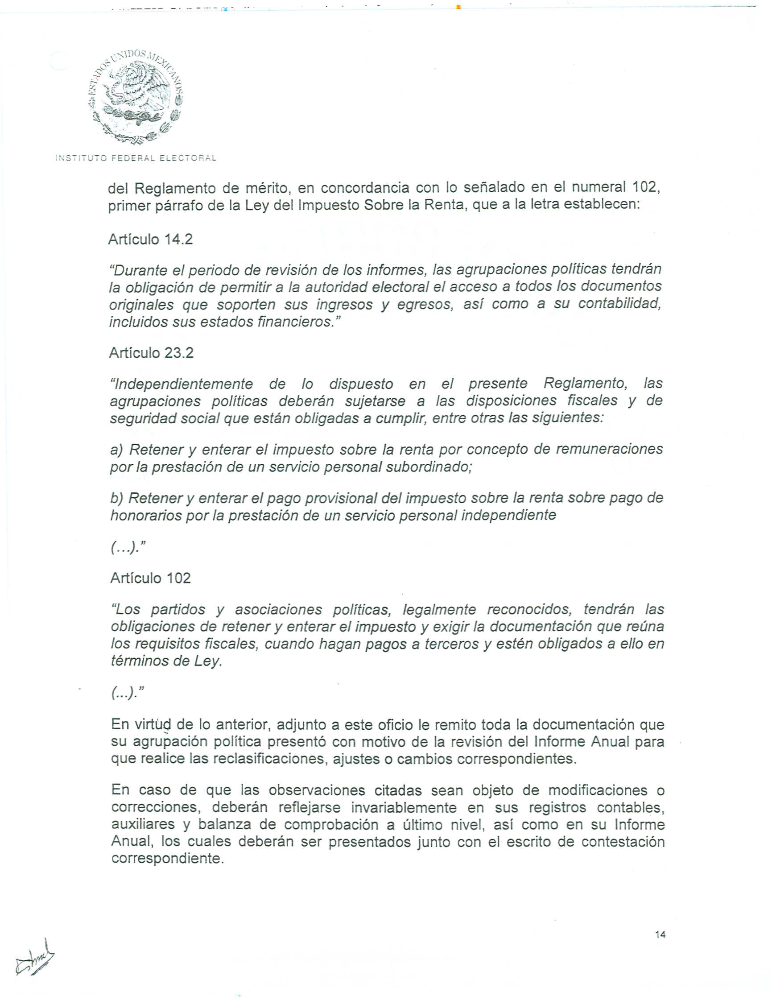 ESTADOS UNIDOS MEXICANOS
INSTITUTO FEDERAL ELECTORAL
del Reglamento de mérito, en concordancia con lo señalado en el numeral 102,
primer párrafo de la Ley del Impuesto Sobre la Renta, que a la letra establecen:
Artículo 14.2
“Durante el periodo de revisión de los informes, las agrupaciones políticas tendrán
la obligación de permitir a la autoridad electoral el acceso a todos los documentos
originales que soporten sus ingresos y egresos, así como a su contabilidad,
incluidos sus estados financieros.”
Artículo 23.2
“Independientemente de lo dispuesto en el presente Reglamento, las
agrupaciones políticas deberán sujetarse a las disposiciones fiscales y de
seguridad social que están obligadas a cumplir, entre otras las siguientes:
a) Retener y enterar el impuesto sobre la renta por concepto de remuneraciones
por la prestación de un servicio personal subordinado;
b) Retener y enterar el pago provisional del impuesto sobre la renta sobre pago de
honorarios por la prestación de un servicio personal independiente
(...).”
Artículo 102
“Los partidos y asociaciones políticas, legalmente reconocidos, tendrán las
obligaciones de retener y enterar el impuesto y exigir la documentación que reúna
los requisitos fiscales, cuando hagan pagos a terceros y estén obligados a ello en
términos de Ley.
(...).”
En virtud de lo anterior, adjunto a este oficio le remito toda la documentación que
su agrupación política presentó con motivo de la revisión del Informe Anual para
que realice las reclasificaciones, ajustes o cambios correspondientes.
En caso de que las observaciones citadas sean objeto de modificaciones o
correcciones, deberán reflejarse invariablemente en sus registros contables,
auxiliares y balanza de comprobación a último nivel, así como en su Informe
Anual, los cuales deberán ser presentados junto con el escrito de contestación
correspondiente.
14